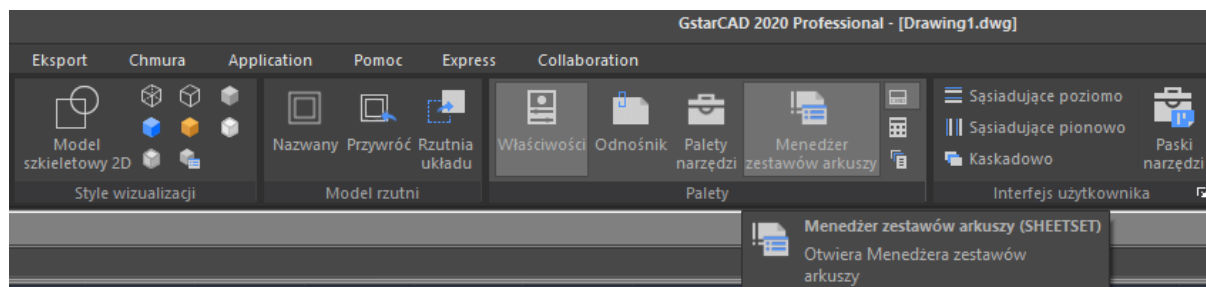 GstarCAD 2020 Professional - [Drawing1.dwg]
Eksport Chmura Application Pomoc Express Collaboration
Model
szkieletowy 2D
Style wizualizacji
Nazwany Przywróć Rzutnia
układu
Model rzutni
Właściwości Odnośnik Palety
narzędzi
Menedżer
zestawów arkuszy
Palety
Sąsiadujące poziomo
Sąsiadujące pionowo
Kaskadowo
Paski
narzędzi
Interfejs użytkownika
Menedżer zestawów arkuszy (SHEETSET)
Otwiera Menedżera zestawów
arkuszy